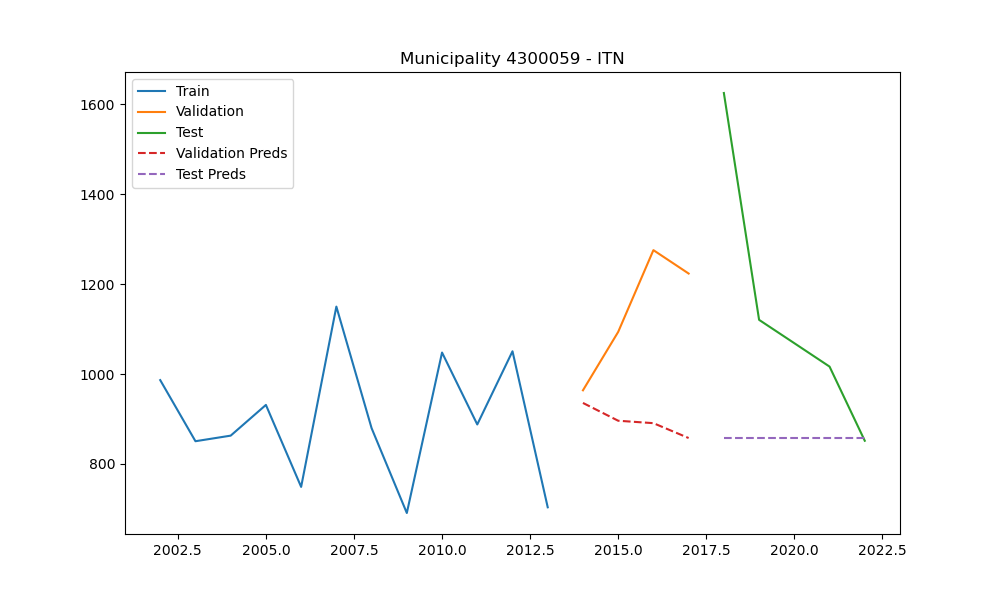 Municipality 4300059 - ITN
Train
Validation
Test
Validation Preds
Test Preds
1600
1400
1200
1000
800
2002.5 2005.0 2007.5 2010.0 2012.5 2015.0 2017.5 2020.0 2022.5